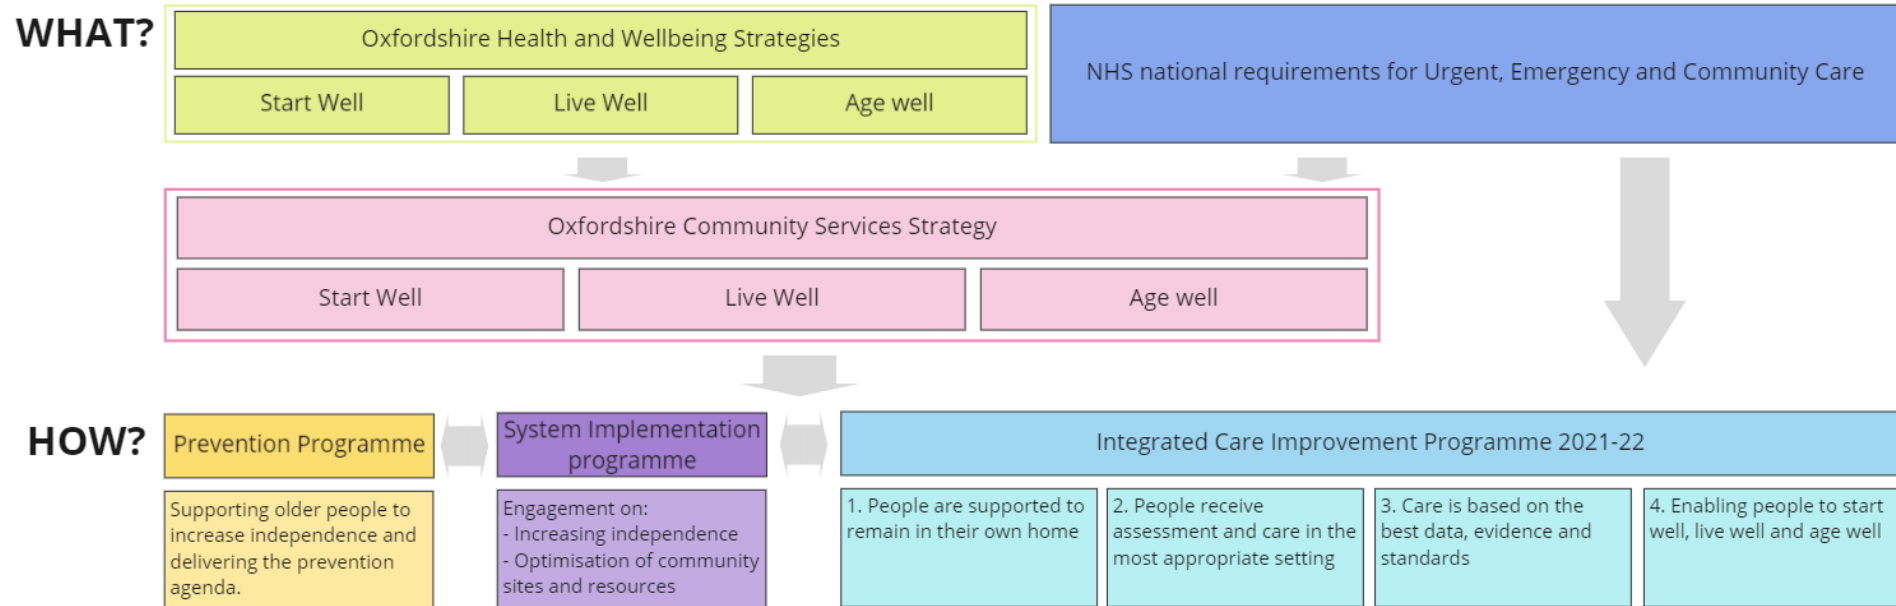 WHAT?
Oxfordshire Health and Wellbeing Strategies
Start Well
Live Well
Age well
NHS national requirements for Urgent, Emergency and Community Care
Oxfordshire Community Services Strategy
Start Well
Live Well
Age well
HOW?
Prevention Programme
Supporting older people to
increase independence and
delivering the prevention
agenda.
System Implementation
programme
Engagement on:
- Increasing independence
- Optimisation of community
sites and resources
Integrated Care Improvement Programme 2021-22
1. People are supported to
remain in their own home
2. People receive
assessment and care in the
most appropriate setting
3. Care is based on the
best data, evidence and
standards
4. Enabling people to start
well, live well and age well